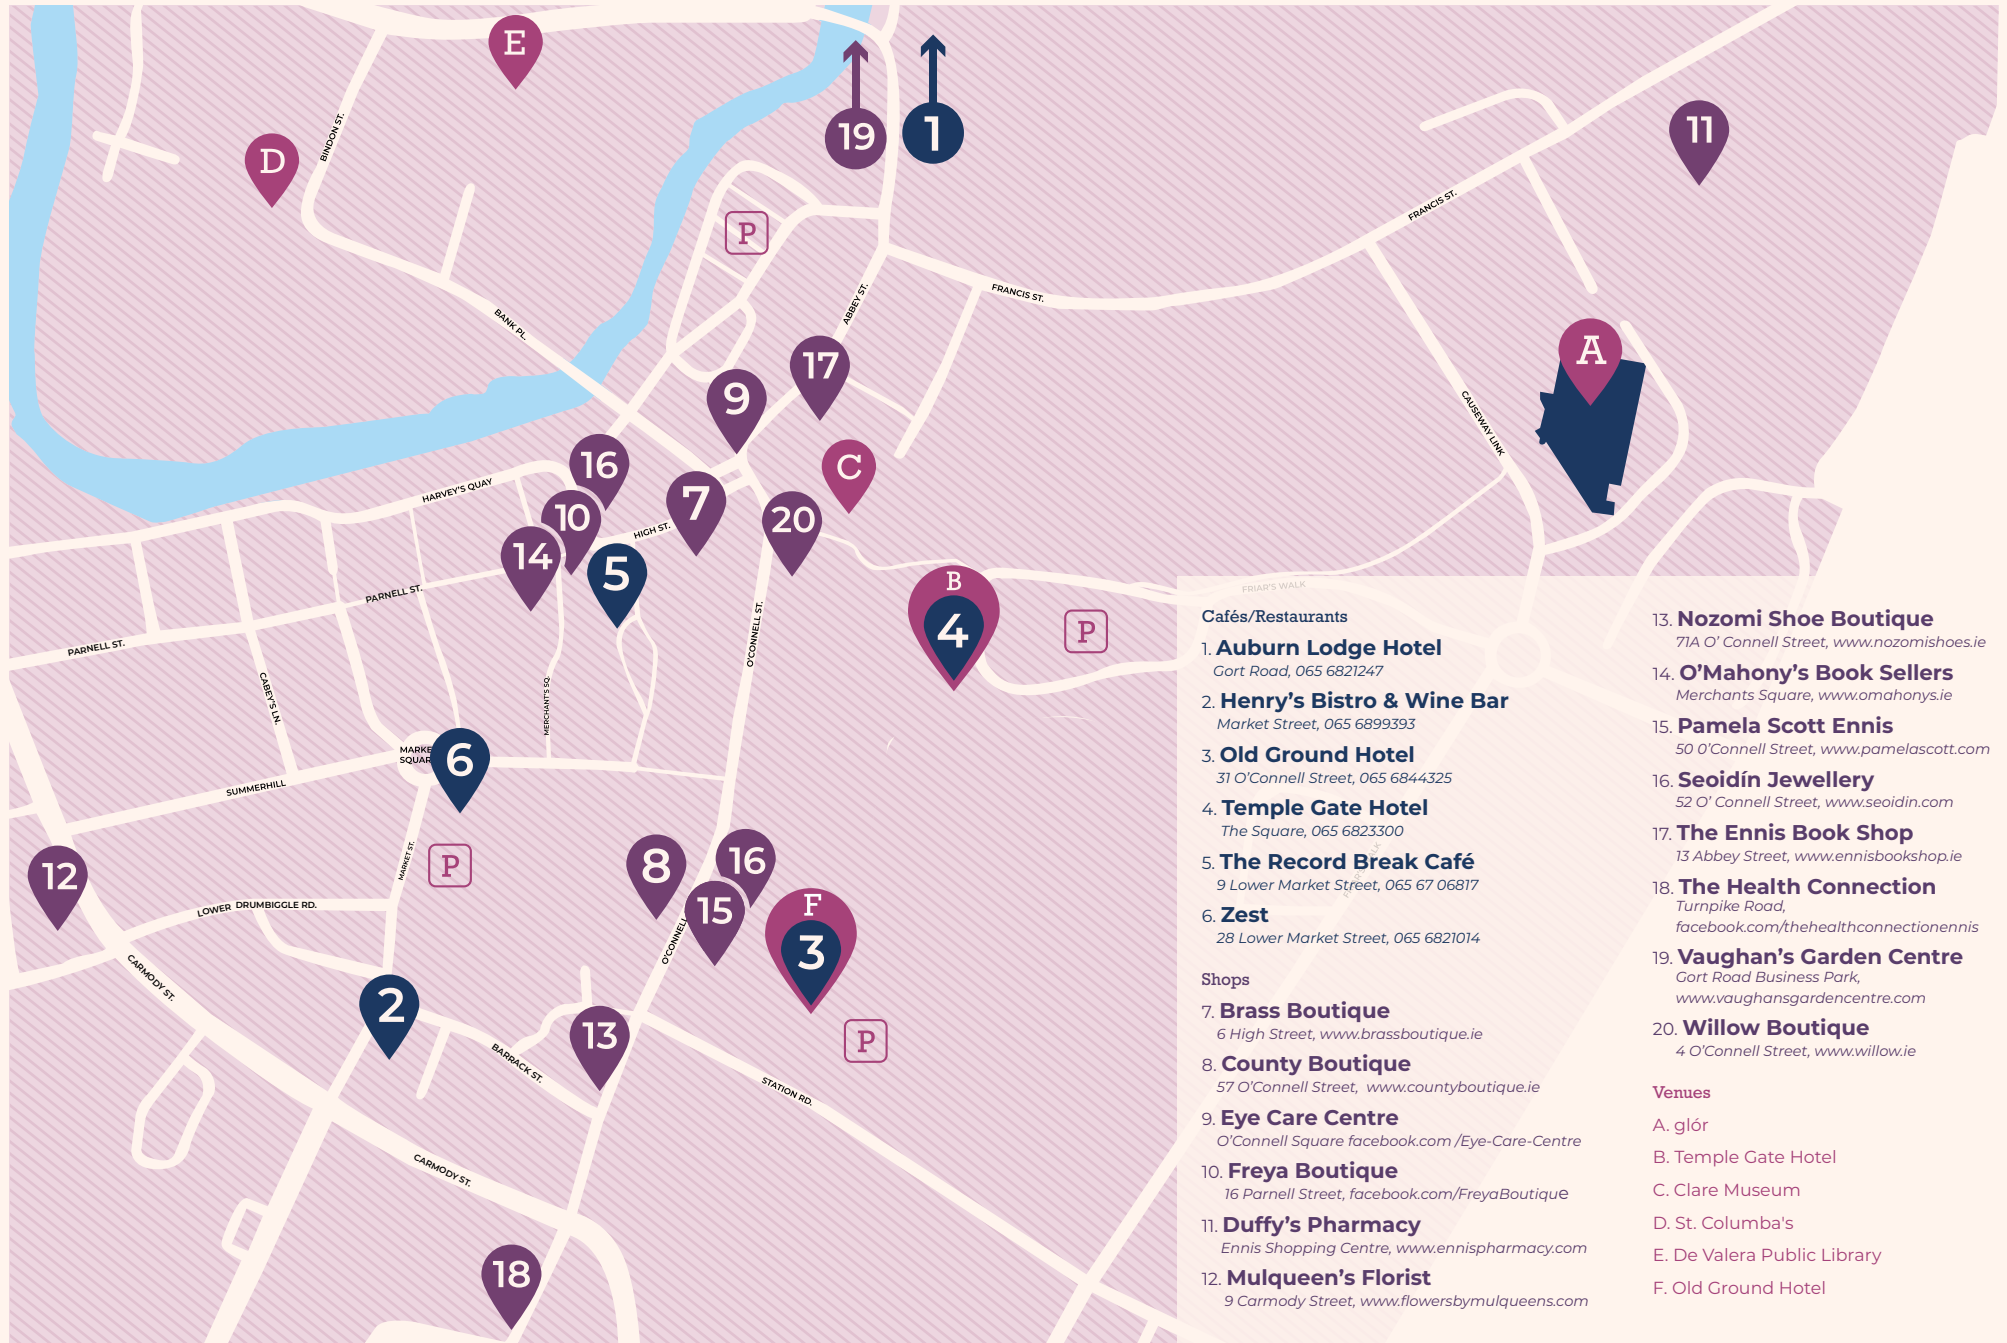 E
19
1
11
D
BINDON ST.
P
FRANCIS ST.
FRANCIS ST.
ABBEY ST.
BANK PL.
17
A
9
CAUSEWAY LINK
16
C
HARVEY'S QUAY
7
10
20
HIGH ST.
14
5
B
4
FRIAR'S WALK
PARNELL ST.
P
O'CONNELL ST.
PARNELL ST.
CABEY'S LN.
MERCHANT'S SQ.
MARKE
SQUAR
6
SUMMERHILL
MARKET ST.
P
8
16
12
15
F
3
LOWER DRUMBIGGLE RD.
O'CONNELL
CARMODY ST.
2
13
P
BARRACK ST.
STATION RD.
CARMODY ST.
18
Cafés/Restaurants
1. Auburn Lodge Hotel
Gort Road, 065 6821247
2. Henry's Bistro & Wine Bar
Market Street, 065 6899393
3. Old Ground Hotel
31 O'Connell Street, 065 6844325
4. Temple Gate Hotel
The Square, 065 6823300
5. The Record Break Café
9 Lower Market Street, 065 67 06817
6. Zest
28 Lower Market Street, 065 6821014
Shops
7. Brass Boutique
6 High Street, www.brassboutique.ie
8. County Boutique
57 O'Connell Street, www.countyboutique.ie
9. Eye Care Centre
O'Connell Square facebook.com /Eye-Care-Centre
10. Freya Boutique
16 Parnell Street, facebook.com/FreyaBoutique
11. Duffy's Pharmacy
Ennis Shopping Centre, www.ennispharmacy.com
12. Mulqueen's Florist
9 Carmody Street, www.flowersbymulqueens.com
13. Nozomi Shoe Boutique
71A O' Connell Street, www.nozomishoes.ie
14. O'Mahony's Book Sellers
Merchants Square, www.omahonys.ie
15. Pamela Scott Ennis
50 0'Connell Street, www.pamelascott.com
16. Seoidín Jewellery
52 O' Connell Street, www.seoidin.com
17. The Ennis Book Shop
13 Abbey Street, www.ennisbookshop.ie
18. The Health Connection
Turnpike Road,
facebook.com/thehealthconnectionennis
19. Vaughan's Garden Centre
Gort Road Business Park,
www.vaughansgardencentre.com
20. Willow Boutique
4 O'Connell Street, www.willow.ie
Venues
A. glór
B. Temple Gate Hotel
C. Clare Museum
D. St. Columba's
E. De Valera Public Library
F. Old Ground Hotel